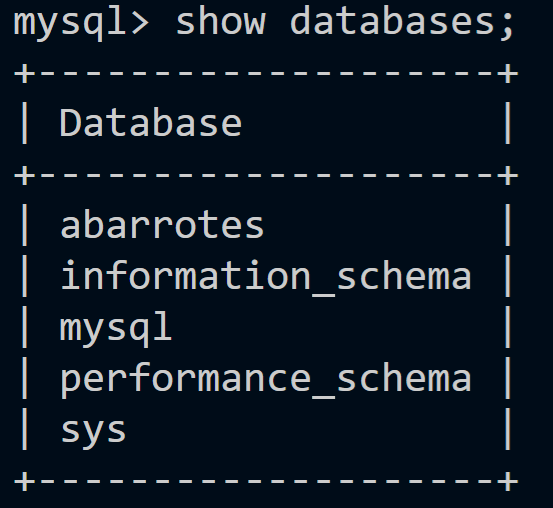 mysql> show databases;
+--------------------+
| Database           |
+--------------------+
| abarrotes          |
| information_schema |
| mysql              |
| performance_schema |
| sys                |
+--------------------+